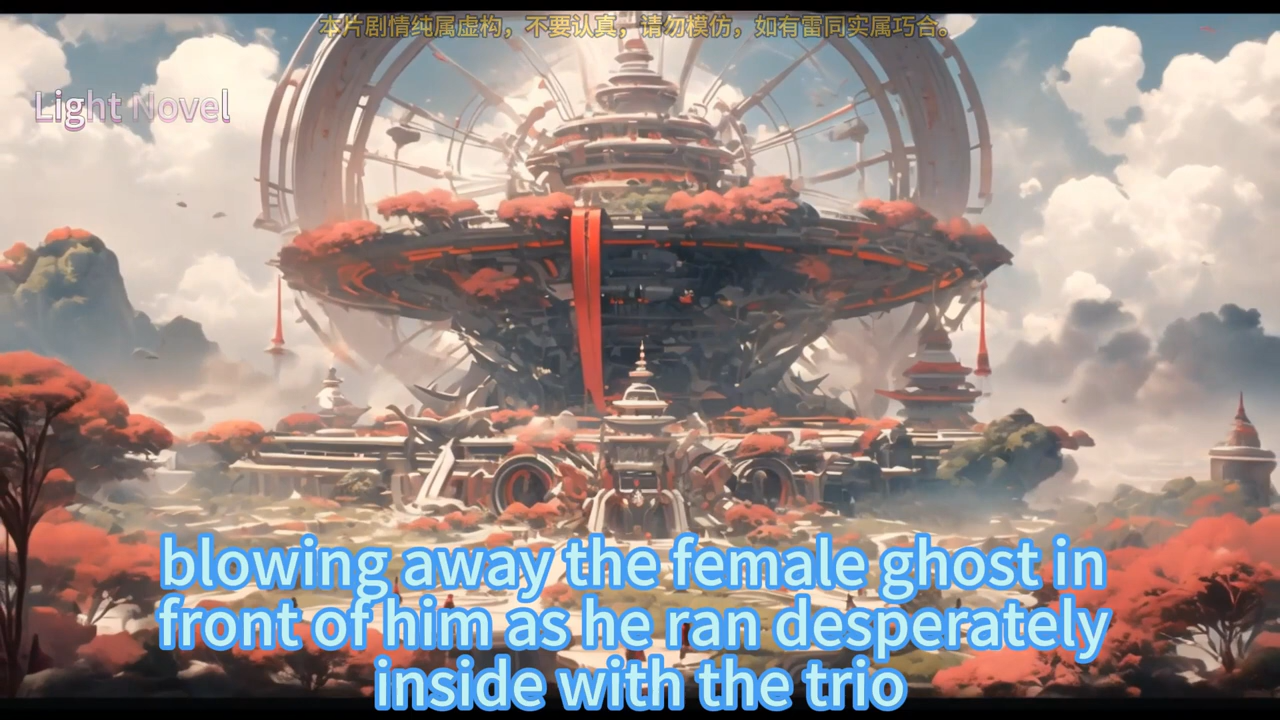 本片剧情纯属虚构，不要认真，请勿模仿，如有雷同实属巧合。
Light Novel
blowing away the female ghost in
front of him as he ran desperately
inside with the trio